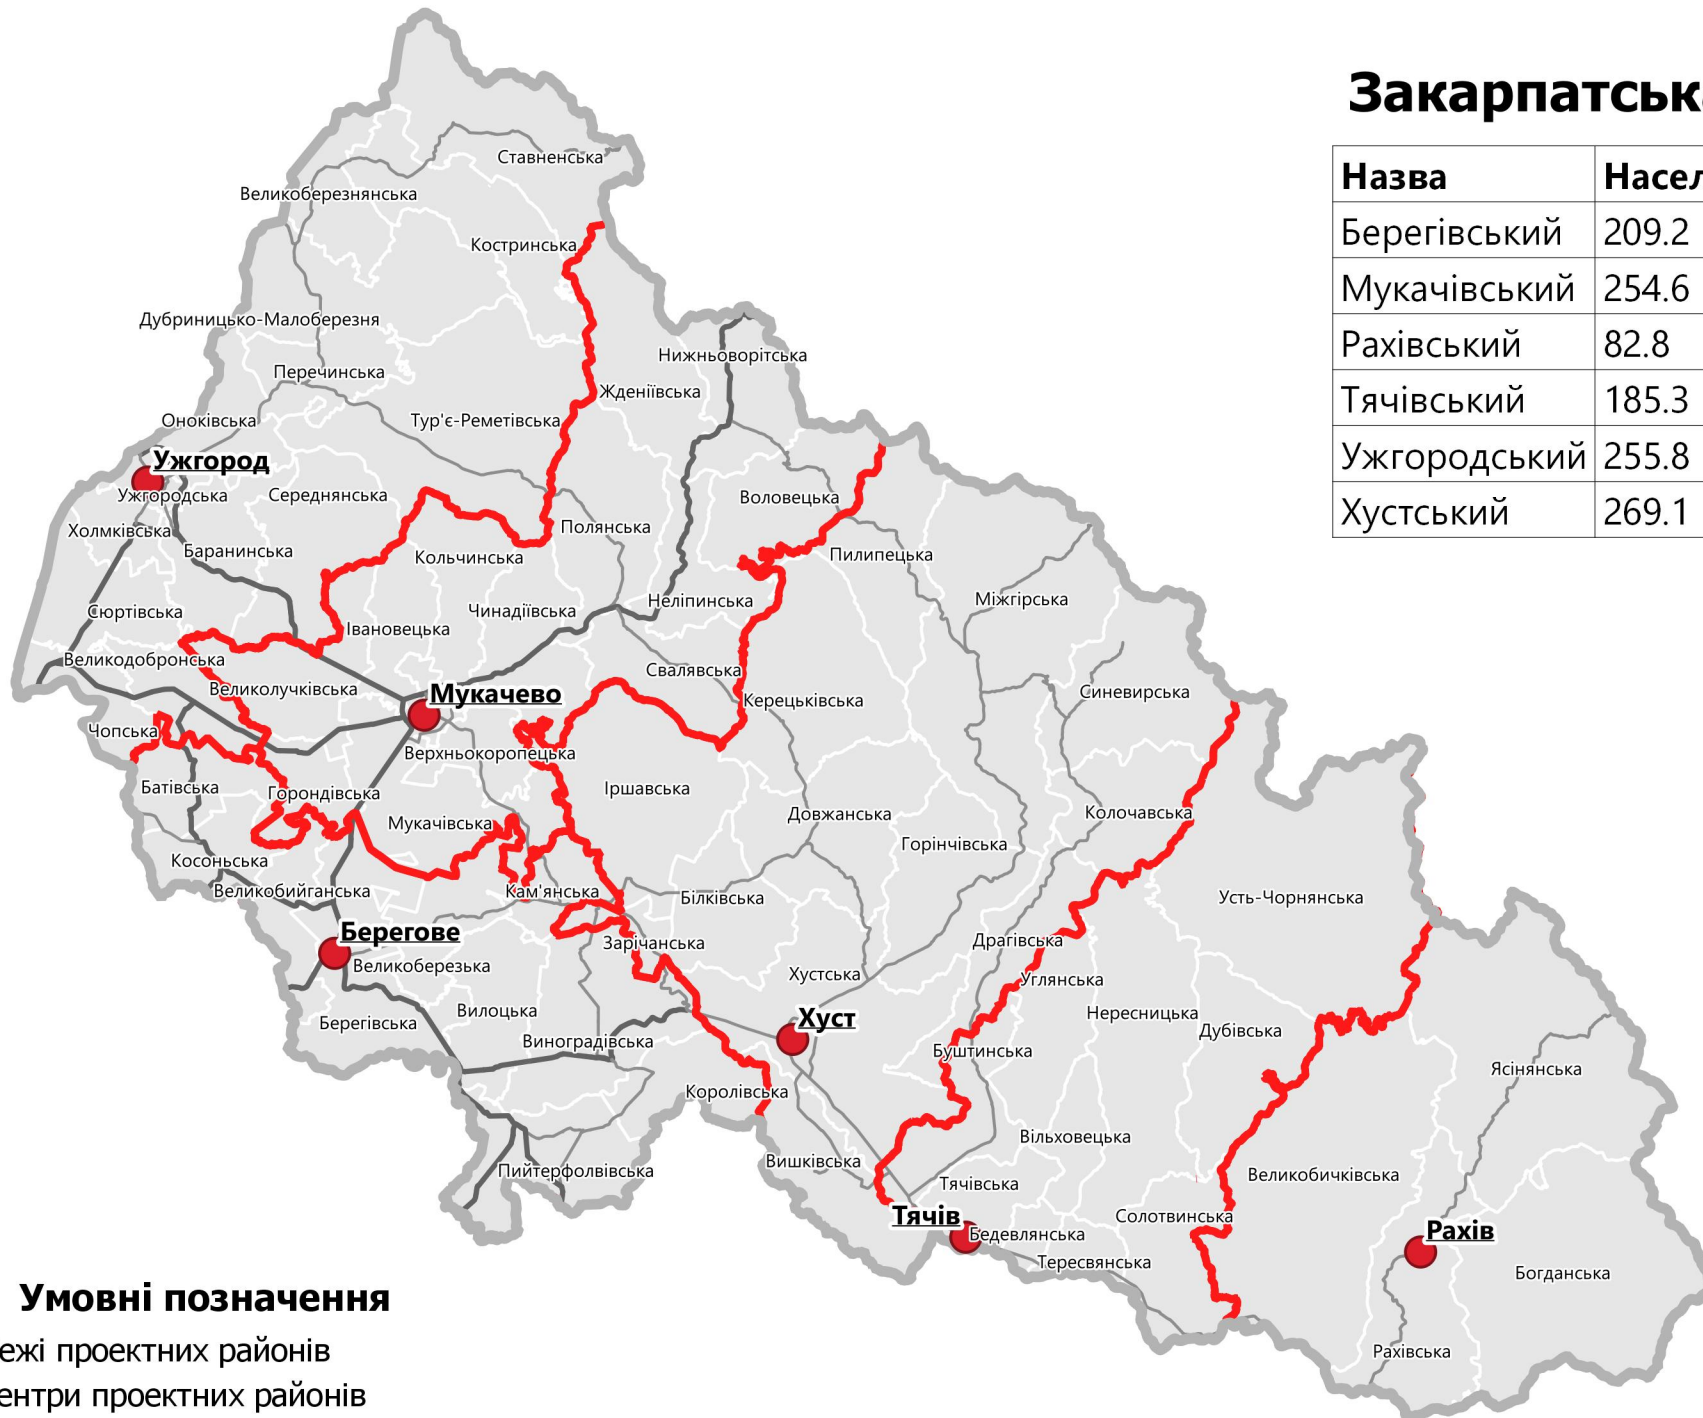 Закарпатська
Назва Насел
Берегівський 209.2
Мукачівський 254.6
Рахівський 82.8
Тячівський 185.3
Ужгородський 255.8
Хустський 269.1
Ставненська
Великоберезнянська
Костринська
Дубриницько-Малоберезня
Нижньоворітська
Перечинська
Жденіївська
Оноківська
Тур'є-Реметівська
Ужгород
Ужгородська
Середнянська
Воловецька
Холмківська
Полянська
Баранинська
Кольчинська
Пилипецька
Сюртівська
Чинадіївська
Неліпинська
Міжгірська
Івановецька
Великодобронська
Свалявська
Великолучківська
Мукачево
Керецьківська
Синевирська
Чопська
Верхньокоропецька
Батівська
Горондівська
Іршавська
Довжанська
Колочавська
Мукачівська
Горінчівська
Косоньська
Великобийганська
Кам'янська
Білківська
Усть-Чорнянська
Берегове
Зарічанська
Драгівська
Великоберезька
Хустська
Углянська
Вилоцька
Берегівська
Хуст
Нересницька
Дубівська
Виноградівська
Буштинська
Ясінянська
Королівська
Вільховецька
Вишківська
Пийтерфолвівська
Тячівська
Великобичківська
Тячів
Солотвинська
Бедевлянська
Рахів
Тересвянська
Богданська
Рахівська
Умовні позначення
ежі проектних районів
ентри проектних районів